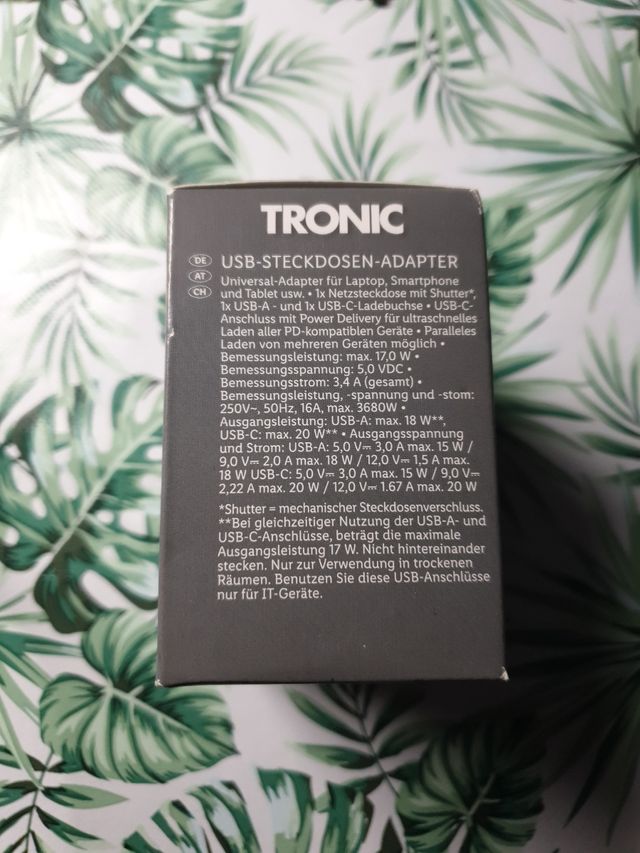 TRONIC
DE USB-STECKDOSEN-ADAPTER
AT Universal-Adapter für Laptop, Smartphone
CH und Tablet usw. • 1x Netzsteckdose mit Shutter*,
1x USB-A - und 1x USB-C-Ladebuchse • USB-C-
Anschluss mit Power Delivery für ultraschnelles
Laden aller PD-kompatiblen Geräte • Paralleles
Laden von mehreren Geräten möglich •
Bemessungsleistung: max. 17,0 W •
Bemessungsspannung: 5,0 VDC •
Bemessungsstrom: 3,4 A (gesamt) •
Bemessungsleistung, -spannung und -stom:
250V~, 50Hz, 16A, max. 3680W •
Ausgangsleistung: USB-A: max. 18 W**,
USB-C: max. 20 W** • Ausgangsspannung
und Strom: USB-A: 5,0 V⎓ 3,0 A max. 15 W /
9,0 V⎓ 2,0 A max. 18 W / 12,0 V⎓ 1,5 A max.
18 W USB-C: 5,0 V⎓ 3,0 A max. 15 W / 9,0 V⎓
2,22 A max. 20 W / 12,0 V⎓ 1.67 A max. 20 W
*Shutter = mechanischer Steckdosenverschluss.
**Bei gleichzeitiger Nutzung der USB-A- und
USB-C-Anschlüsse, beträgt die maximale
Ausgangsleistung 17 W. Nicht hintereinander
stecken. Nur zur Verwendung in trockenen
Räumen. Benutzen Sie diese USB-Anschlüsse
nur für IT-Geräte.